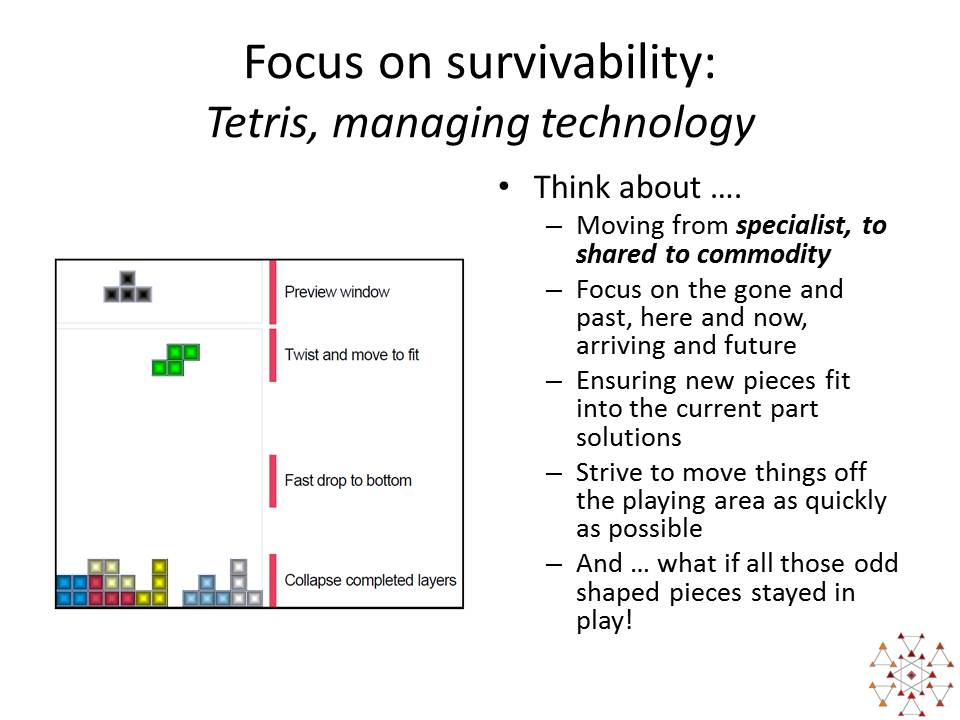 Focus on survivability:
Tetris, managing technology
• Think about ….
– Moving from specialist, to
shared to commodity
– Focus on the gone and
past, here and now,
arriving and future
– Ensuring new pieces fit
into the current part
solutions
– Strive to move things off
the playing area as quickly
as possible
– And … what if all those odd
shaped pieces stayed in
play!
Preview window
Twist and move to fit
Fast drop to bottom
Collapse completed layers